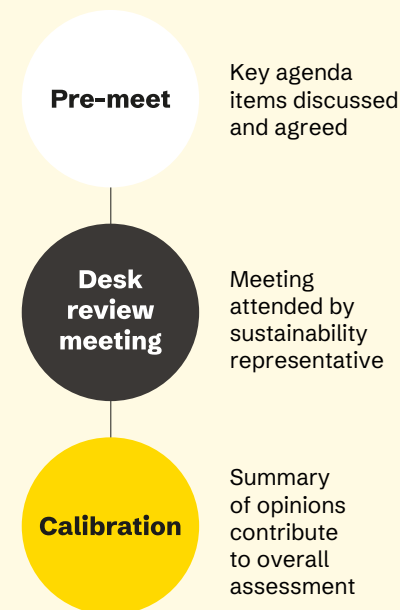 Pre-meet
Key agenda
items discussed
and agreed
Desk
review
meeting
Meeting
attended by
sustainability
representative
Calibration
Summary
of opinions
contribute
to overall
assessment